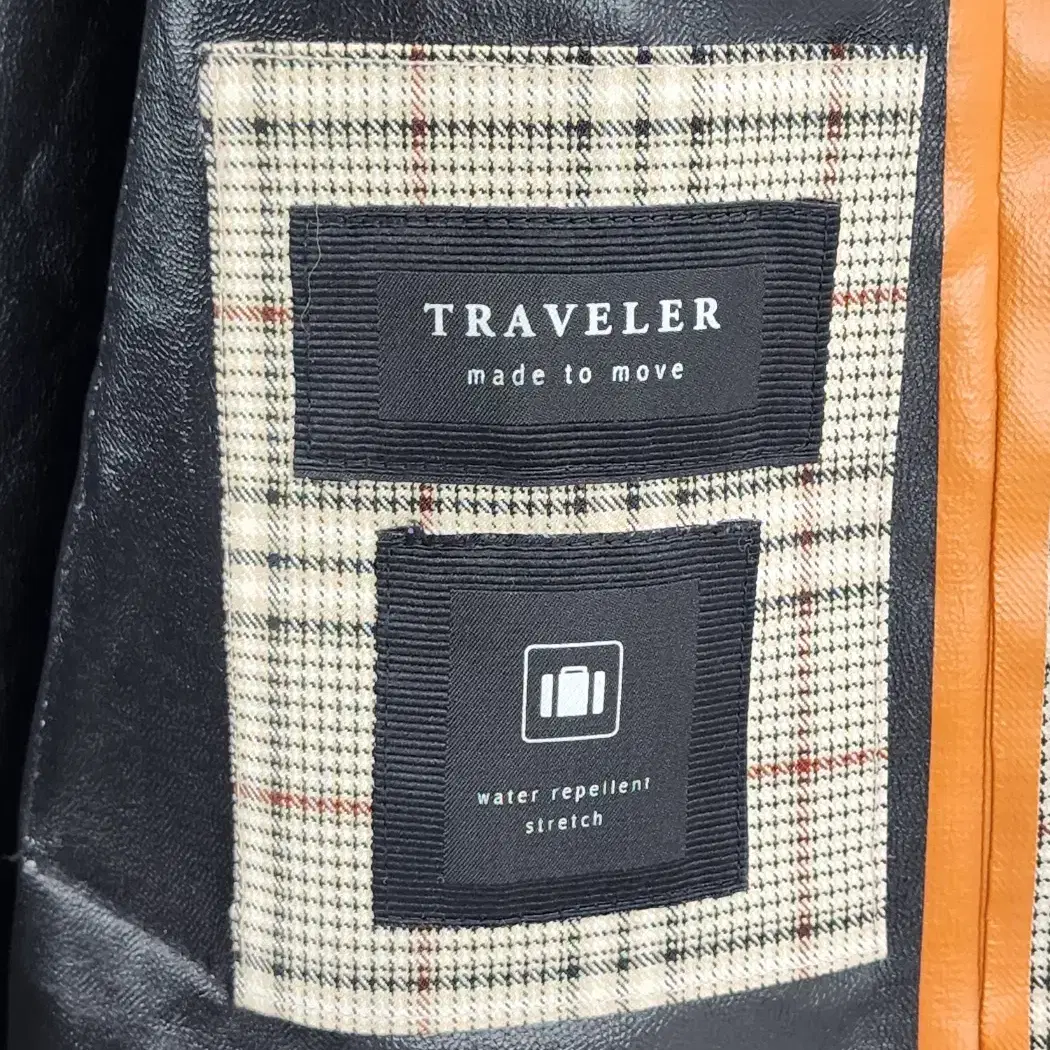 TRAVELER
made to move
water repellent
stretch